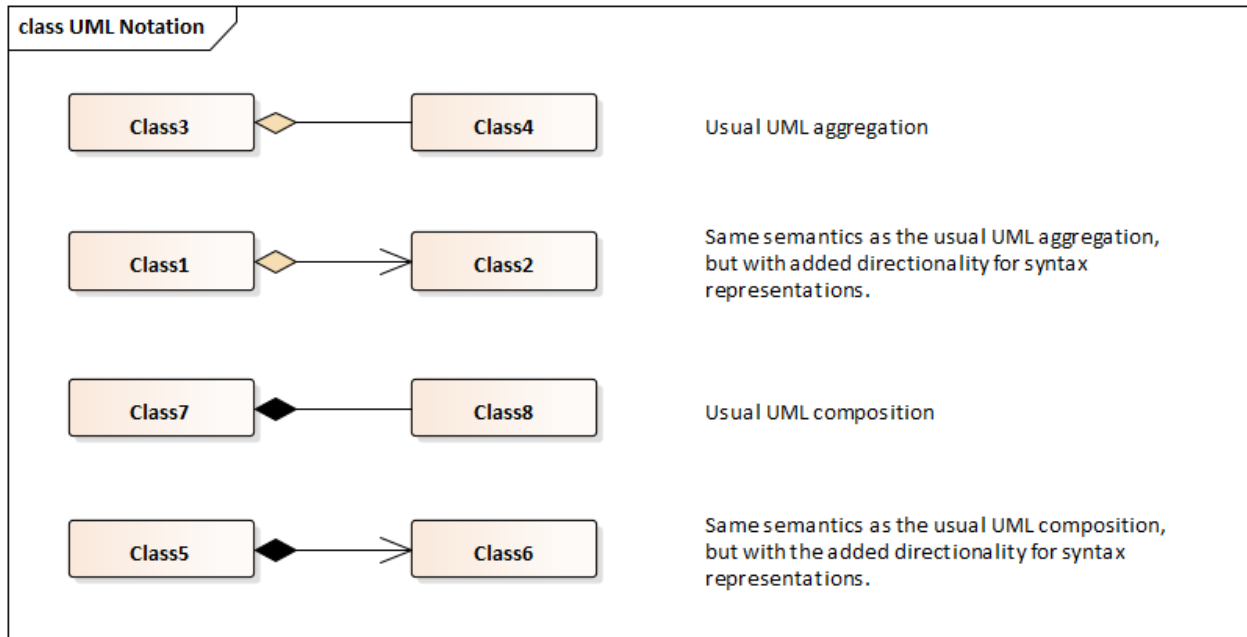 class UML Notation
Class3
Class4
Usual UML aggregation
Class1
Class2
Same semantics as the usual UML aggregation,
but with added directionality for syntax
representations.
Class7
Class8
Usual UML composition
Class5
Class6
Same semantics as the usual UML composition,
but with the added directionality for syntax
representations.